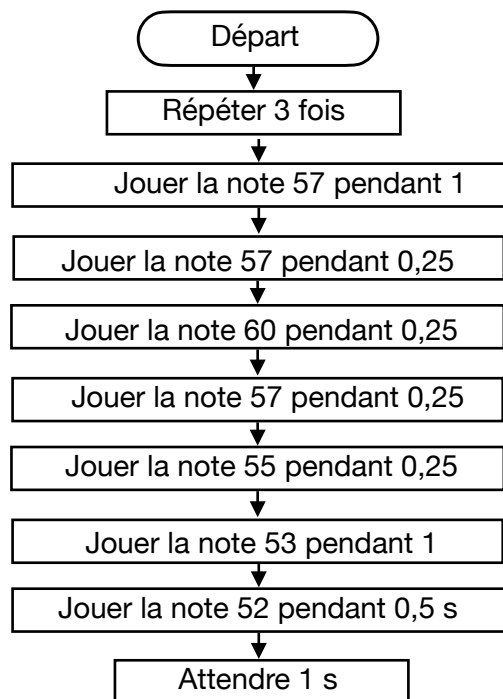 Départ
Répéter 3 fois
Jouer la note 57 pendant 1
Jouer la note 57 pendant 0,25
Jouer la note 60 pendant 0,25
Jouer la note 57 pendant 0,25
Jouer la note 55 pendant 0,25
Jouer la note 53 pendant 1
Jouer la note 52 pendant 0,5 s
Attendre 1 s